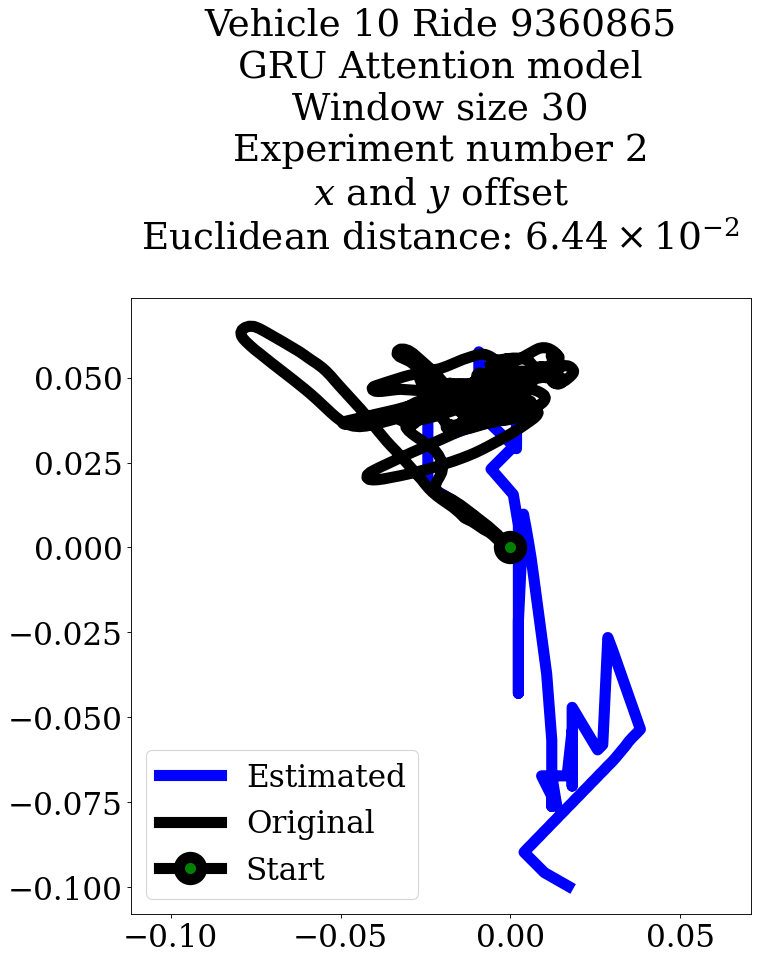 Vehicle 10 Ride 9360865
GRU Attention model
Window size 30
Experiment number 2
x and y offset
Euclidean distance: 6.44 × 10⁻²
0.050
0.025
0.000
−0.025
−0.050
−0.075
−0.100
Estimated
Original
Start
−0.10
−0.05
0.00
0.05